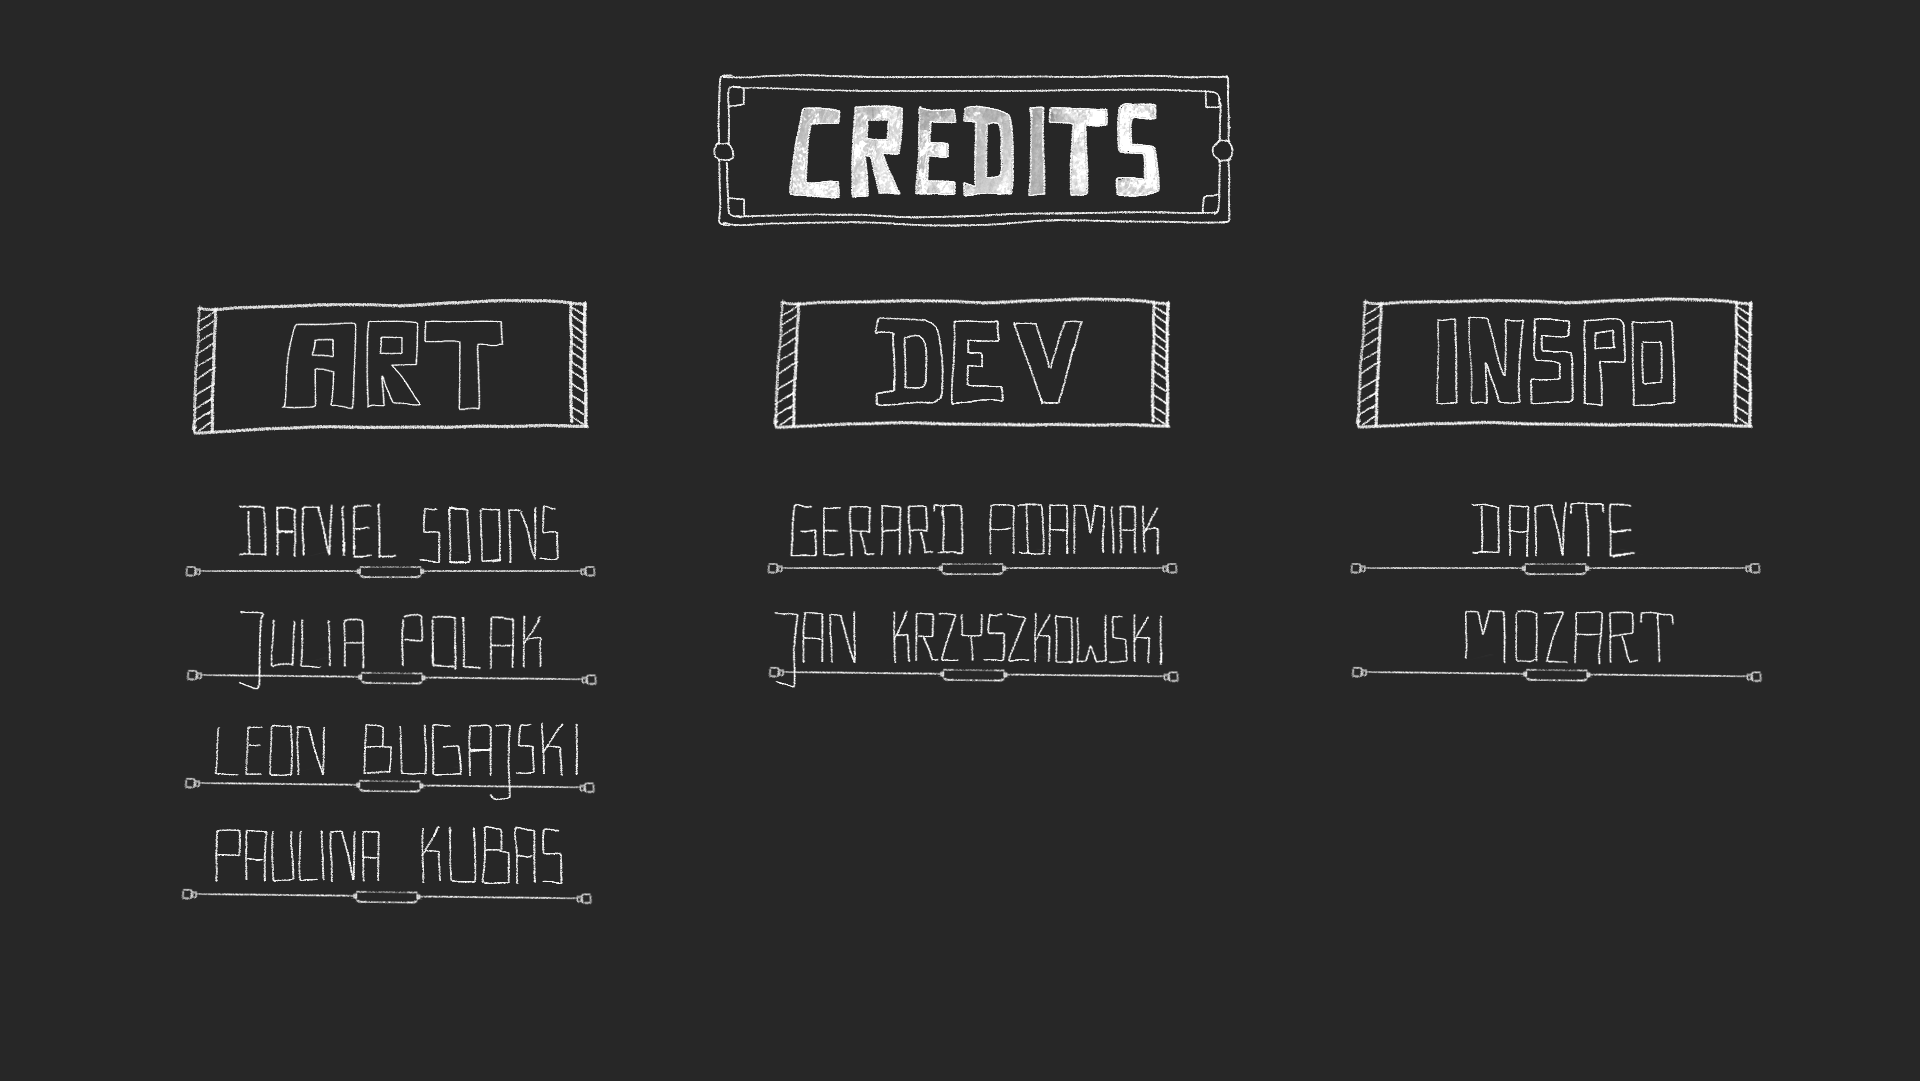 CREDITS
ART
DANIEL SOONS
JULIA POLAK
LEON BUGAJSKI
PAULINA KUBAS
DEV
GERARD ADAMIAK
JAN KRZYSZKOWSKI
INSPO
DANTE
MOZART